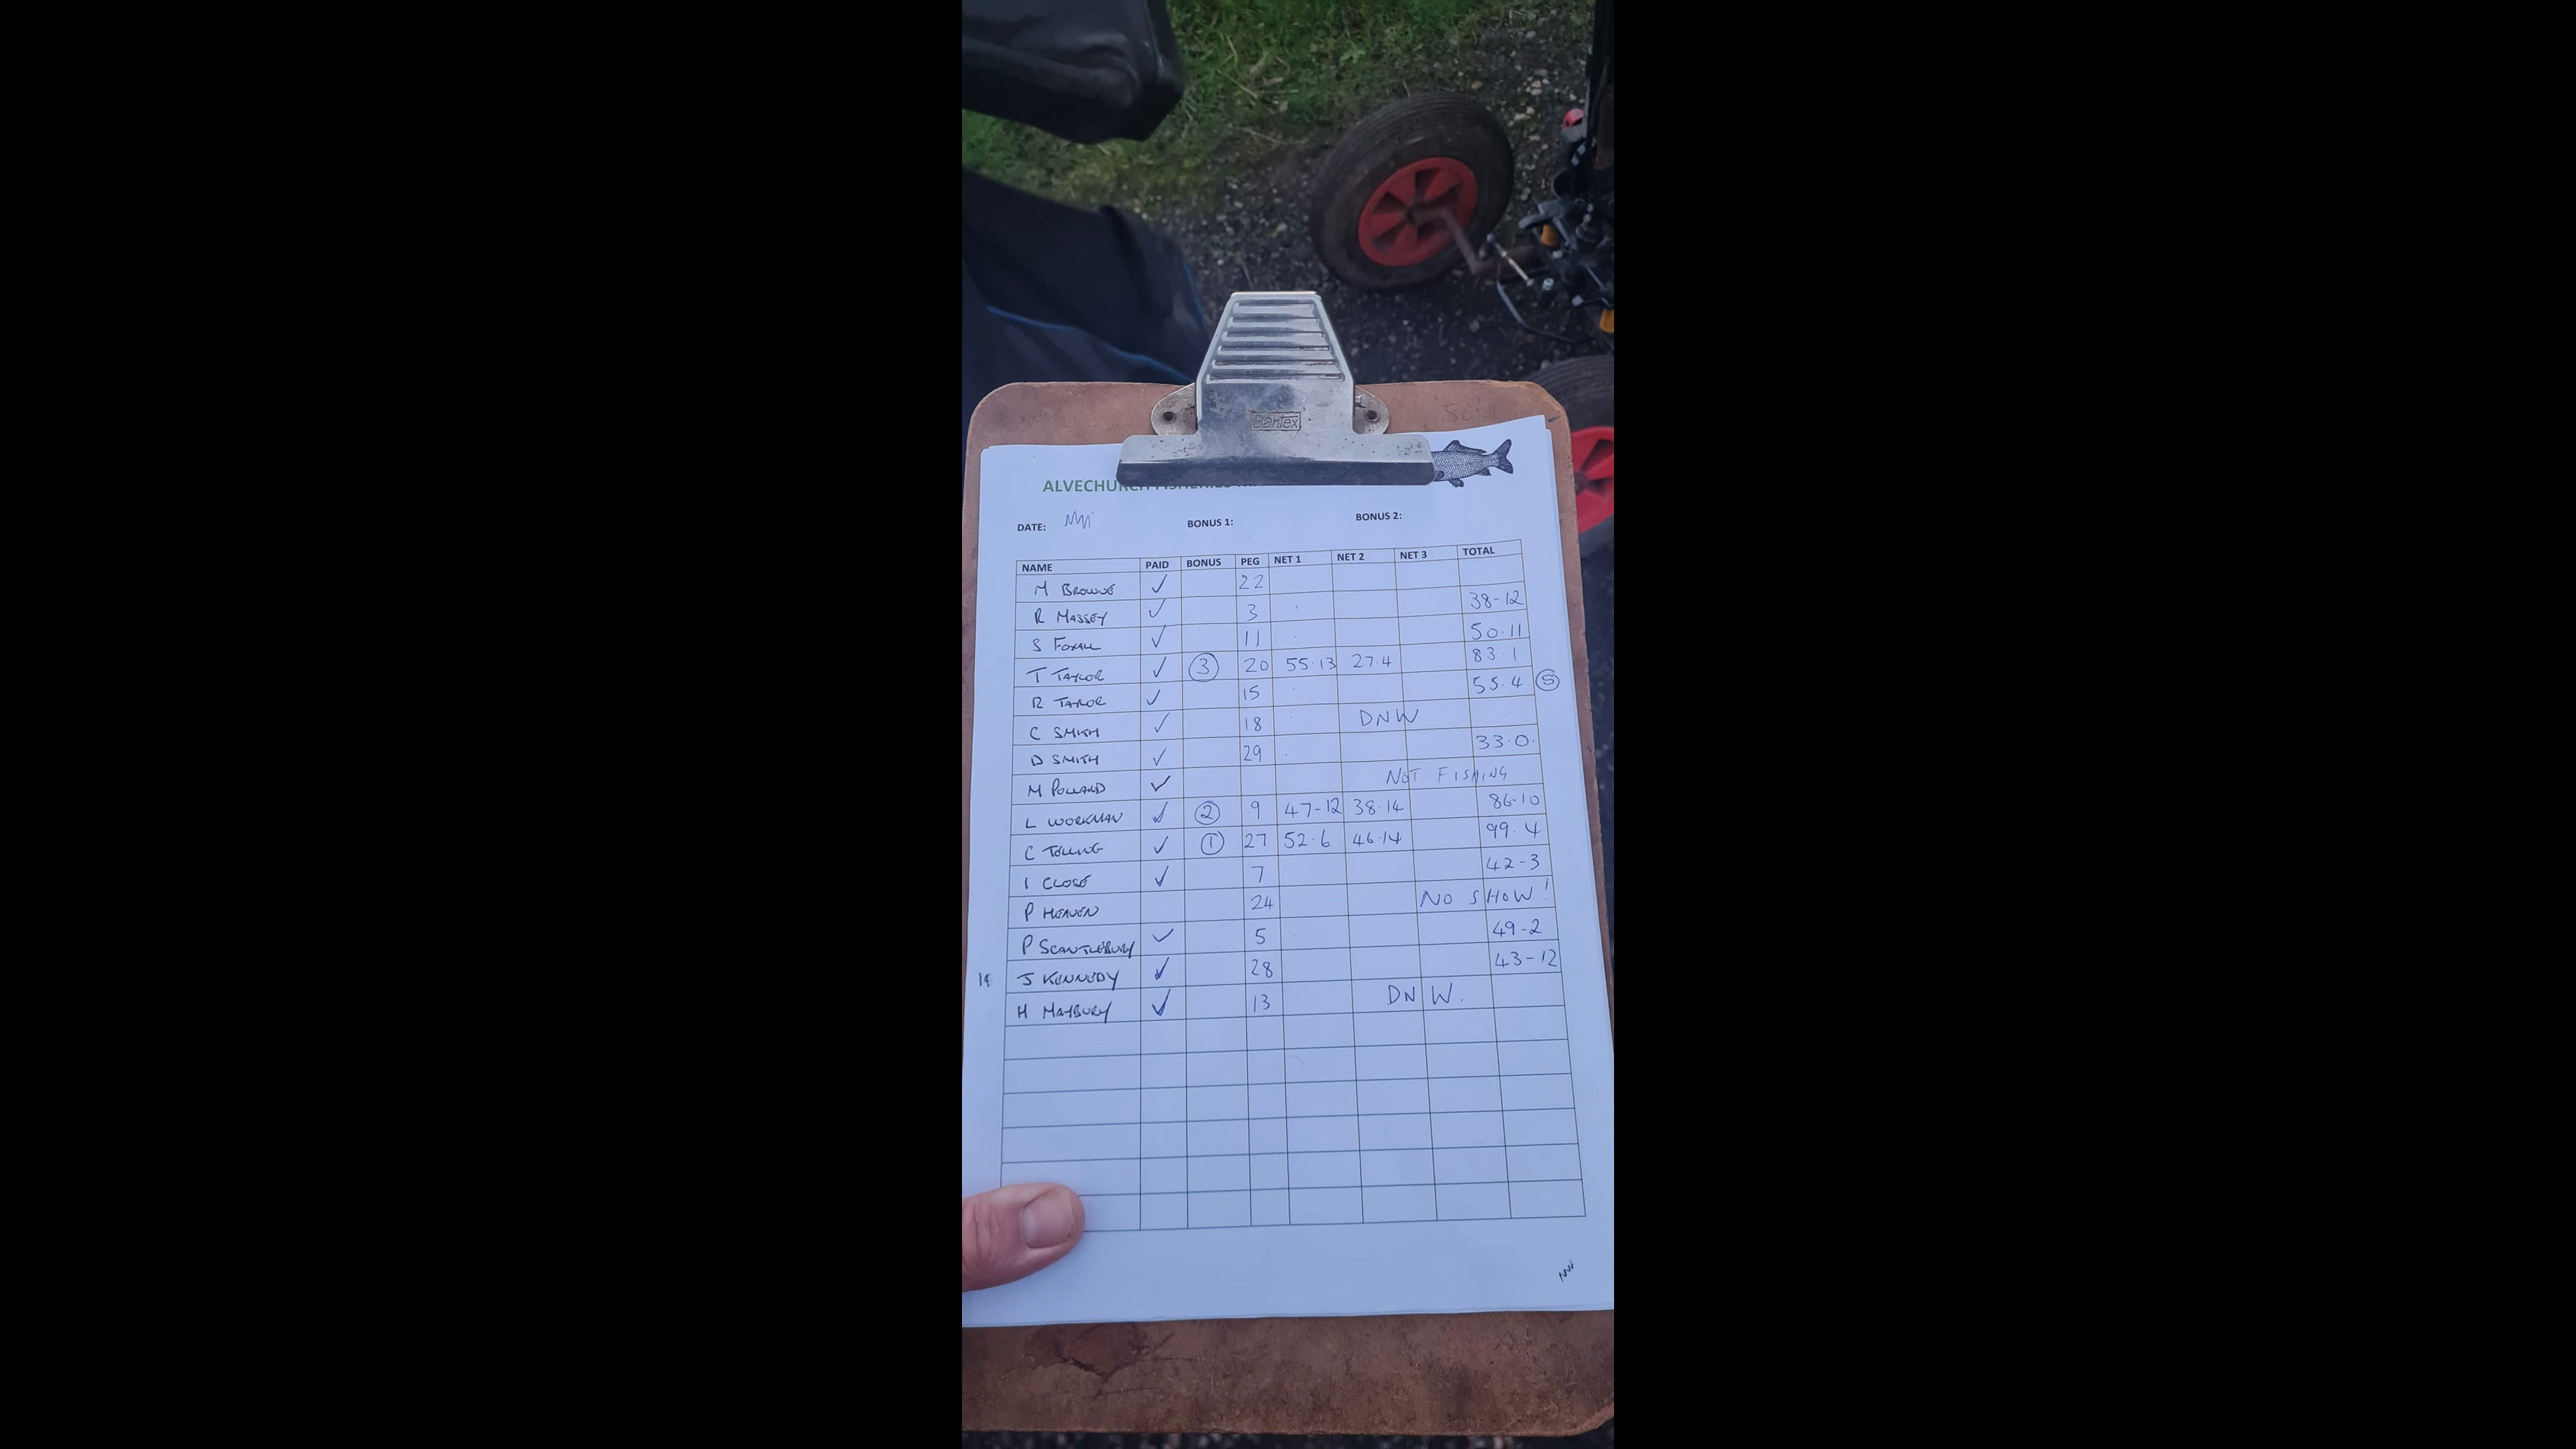 Bantex
ALVECHURCH FISHERIES
DATE: BONUS 1: BONUS 2:
NAME PAID BONUS PEG NET 1 NET 2 NET 3 TOTAL
M BROWNE ✓ 22
R MASSEY ✓ 3 38-12
S FOXALL ✓ 11 50.11
T TAYLOR ✓ ③ 20 55.13 27.4 83.1
R TAYLOR ✓ 15 55.4 Ⓢ
C SMITH ✓ 18 DNW
D SMITH ✓ 29 33.0.
M POLLARD ✓ NOT FISHING
L WORKMAN ✓ ② 9 47-12 38.14 86-10
C TOLLING ✓ ① 27 52.6 46.14 99.4
I CLOSE ✓ 7 42-3
P HEAVEN 24 NO SHOW!
P SCANTLEBURY ✓ 5 49-2
J KENNEDY ✓ 28 43-12
H MAYBURY ✓ 13 DNW.